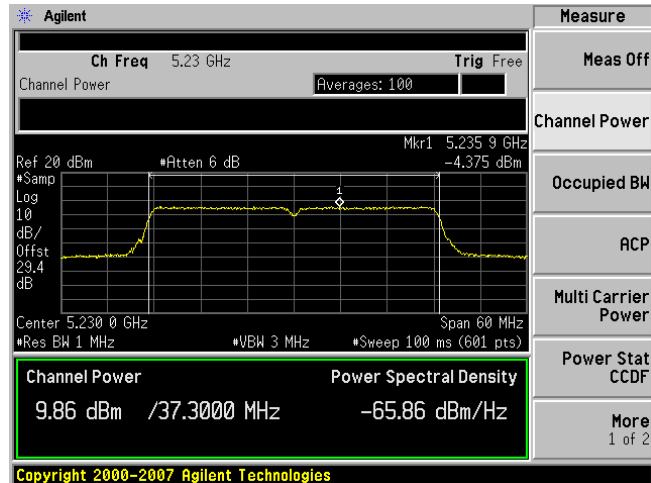 Agilent
Measure
Ch Freq 5.23 GHz Trig Free
Meas Off
Channel Power Averages: 100
Channel Power
Mkr1 5.235 9 GHz
Ref 20 dBm #Atten 6 dB -4.375 dBm
#Samp
Log
10
dB/
Offst
29.4
dB
1
Occupied BW
ACP
Center 5.230 0 GHz Span 60 MHz
#Res BW 1 MHz #VBW 3 MHz #Sweep 100 ms (601 pts)
Multi Carrier
Power
Channel Power Power Spectral Density
9.86 dBm /37.3000 MHz -65.86 dBm/Hz
Power Stat
CCDF
More
1 of 2
Copyright 2000-2007 Agilent Technologies